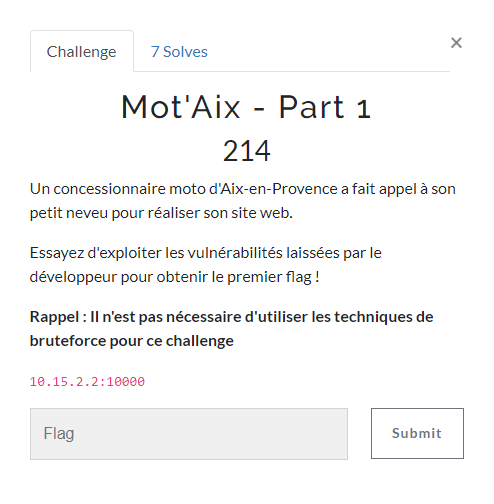 Challenge
7 Solves
×
Mot'Aix - Part 1
214
Un concessionnaire moto d'Aix-en-Provence a fait appel à son
petit neveu pour réaliser son site web.
Essayez d'exploiter les vulnérabilités laissées par le
développeur pour obtenir le premier flag !
Rappel : Il n'est pas nécessaire d'utiliser les techniques de
bruteforce pour ce challenge
10.15.2.2:10000
Flag
Submit